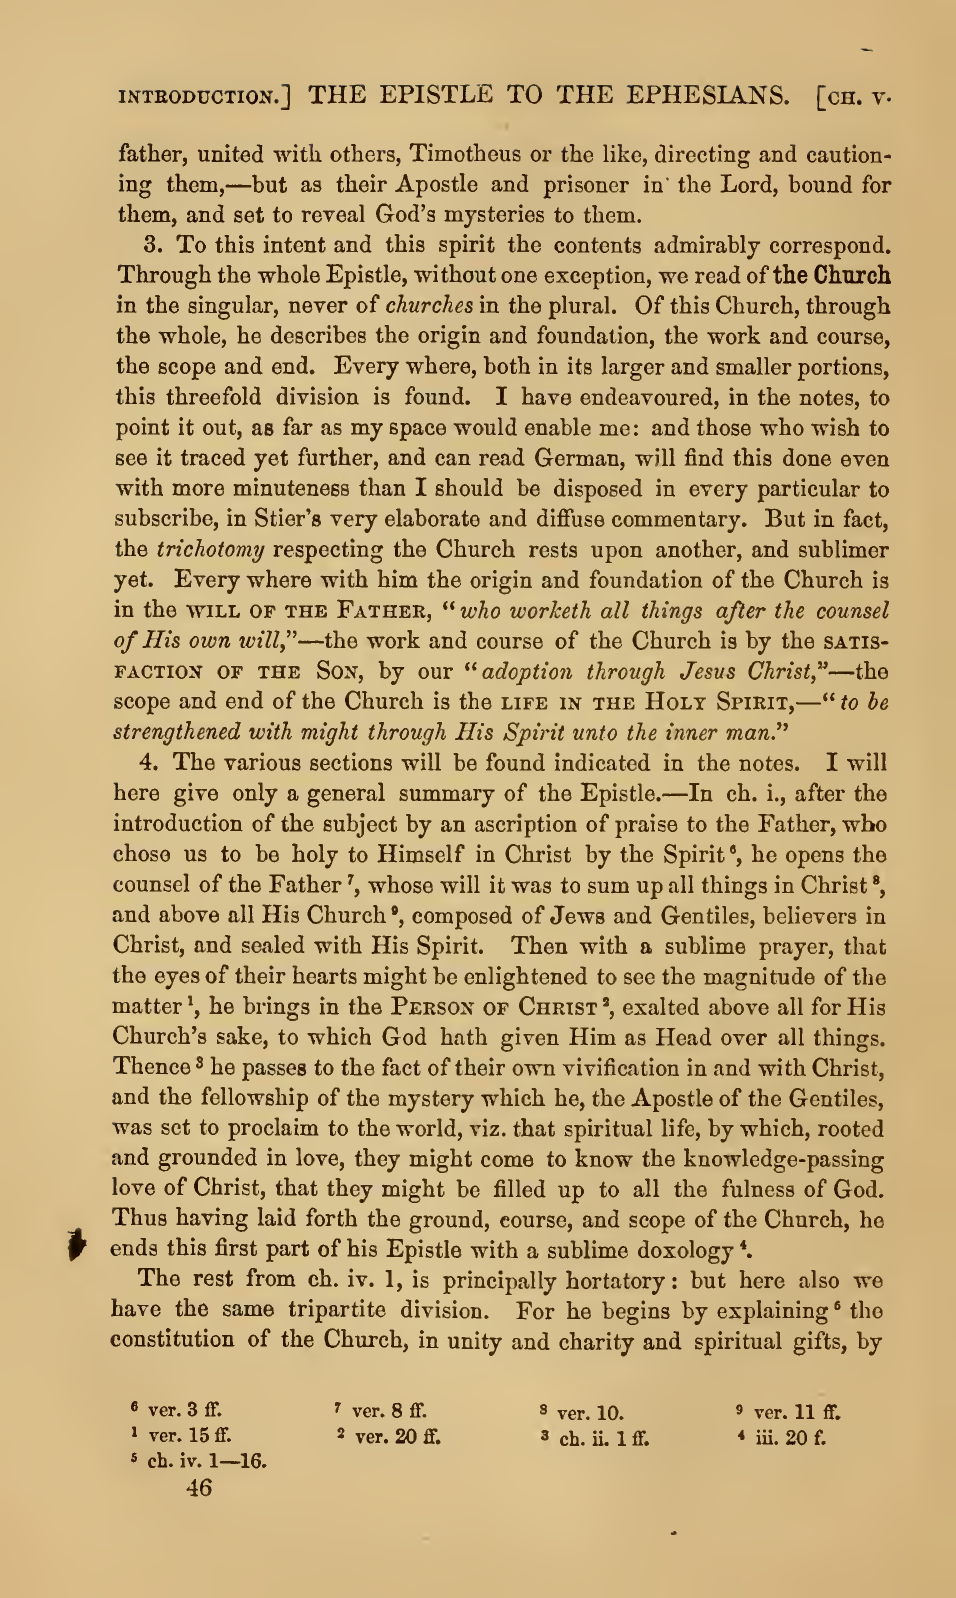 INTRODUCTION.] THE EPISTLE TO THE EPHESIANS. [CH. V.
father, united with others, Timotheus or the like, directing and caution-
ing them,—but as their Apostle and prisoner in the Lord, bound for
them, and set to reveal God's mysteries to them.
3. To this intent and this spirit the contents admirably correspond.
Through the whole Epistle, without one exception, we read of the Church
in the singular, never of churches in the plural. Of this Church, through
the whole, he describes the origin and foundation, the work and course,
the scope and end. Every where, both in its larger and smaller portions,
this threefold division is found. I have endeavoured, in the notes, to
point it out, as far as my space would enable me: and those who wish to
see it traced yet further, and can read German, will find this done even
with more minuteness than I should be disposed in every particular to
subscribe, in Stier's very elaborate and diffuse commentary. But in fact,
the trichotomy respecting the Church rests upon another, and sublimer
yet. Every where with him the origin and foundation of the Church is
in the WILL OF THE FATHER, "who worketh all things after the counsel
of His own will,"—the work and course of the Church is by the SATIS-
FACTION OF THE SON, by our "adoption through Jesus Christ,"—the
scope and end of the Church is the LIFE IN THE HOLY SPIRIT,—"to be
strengthened with might through His Spirit unto the inner man."
4. The various sections will be found indicated in the notes. I will
here give only a general summary of the Epistle.—In ch. i., after the
introduction of the subject by an ascription of praise to the Father, who
chose us to be holy to Himself in Christ by the Spirit⁶, he opens the
counsel of the Father⁷, whose will it was to sum up all things in Christ⁸,
and above all His Church⁹, composed of Jews and Gentiles, believers in
Christ, and sealed with His Spirit. Then with a sublime prayer, that
the eyes of their hearts might be enlightened to see the magnitude of the
matter¹, he brings in the PERSON OF CHRIST², exalted above all for His
Church's sake, to which God hath given Him as Head over all things.
Thence³ he passes to the fact of their own vivification in and with Christ,
and the fellowship of the mystery which he, the Apostle of the Gentiles,
was set to proclaim to the world, viz. that spiritual life, by which, rooted
and grounded in love, they might come to know the knowledge-passing
love of Christ, that they might be filled up to all the fulness of God.
Thus having laid forth the ground, course, and scope of the Church, he
ends this first part of his Epistle with a sublime doxology⁴.
The rest from ch. iv. 1, is principally hortatory: but here also we
have the same tripartite division. For he begins by explaining⁵ the
constitution of the Church, in unity and charity and spiritual gifts, by
⁶ ver. 3 ff. ⁷ ver. 8 ff. ⁸ ver. 10. ⁹ ver. 11 ff.
¹ ver. 15 ff. ² ver. 20 ff. ³ ch. ii. 1 ff. ⁴ iii. 20 f.
⁵ ch. iv. 1—16.
46